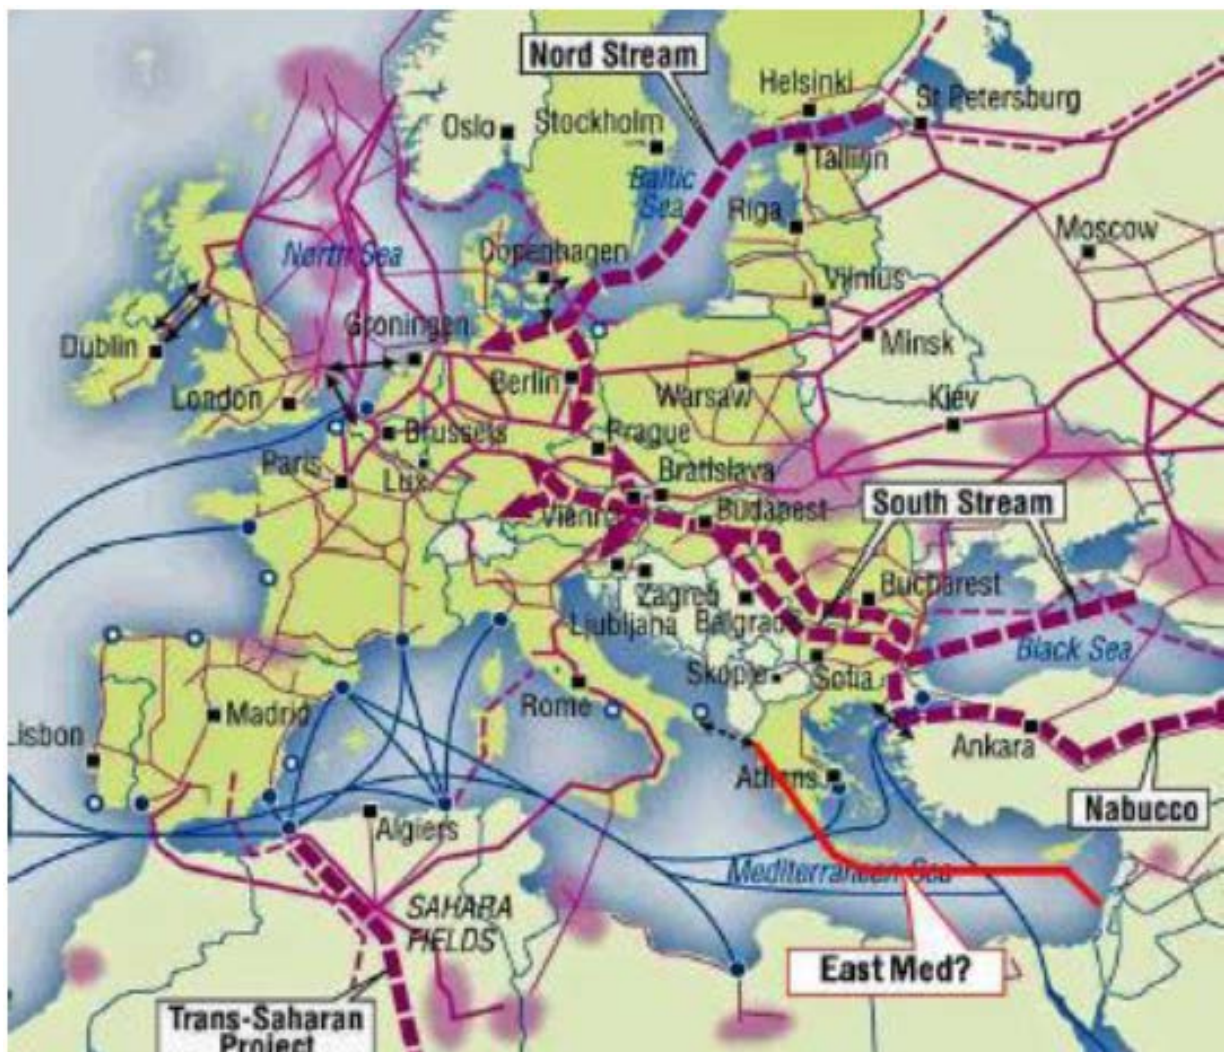 Nord Stream
Helsinki
St Petersburg
Oslo
Stockholm
Tallinn
Baltic
Sea
Riga
Moscow
North Sea
Copenhagen
Vilnius
Groningen
Dublin
Minsk
Berlin
London
Warsaw
Kiev
Brussels
Prague
Paris
Lux
Bratislava
South Stream
Vienna
Budapest
Zagreb
Bucharest
Ljubljana
Belgrade
Black Sea
Skopje
Sofia
Madrid
Rome
Lisbon
Ankara
Athens
Nabucco
Algiers
Mediterranean Sea
SAHARA
FIELDS
East Med?
Trans-Saharan
Project